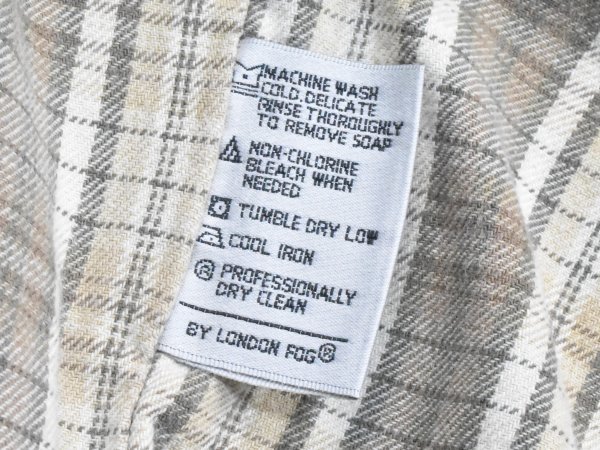 MACHINE WASH
COLD.DELICATE
RINSE THOROUGHLY
TO REMOVE SOAP
NON-CHLORINE
BLEACH WHEN
NEEDED
TUMBLE DRY LOW
COOL IRON
PROFESSIONALLY
DRY CLEAN
BY LONDON FOG®